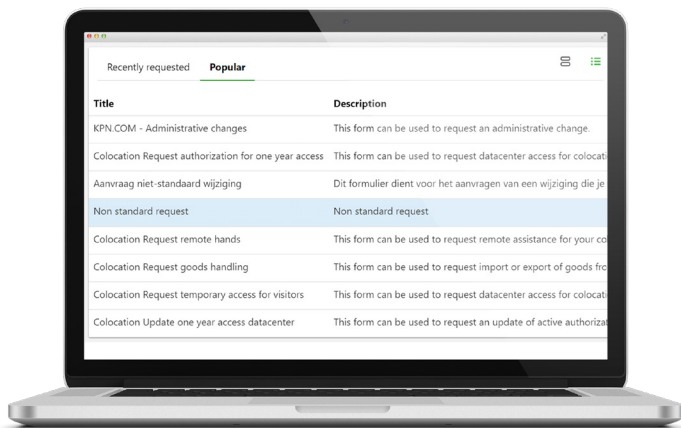 Recently requested Popular
Title Description
KPN.COM - Administrative changes This form can be used to request an administrative change.
Colocation Request authorization for one year access This form can be used to request datacenter access for colocati
Aanvraag niet-standaard wijziging Dit formulier dient voor het aanvragen van een wijziging die je
Non standard request Non standard request
Colocation Request remote hands This form can be used to request remote assistance for your co
Colocation Request goods handling This form can be used to request import or export of goods fro
Colocation Request temporary access for visitors This form can be used to request datacenter access for colocati
Colocation Update one year access datacenter This form can be used to request an update of active authorizat